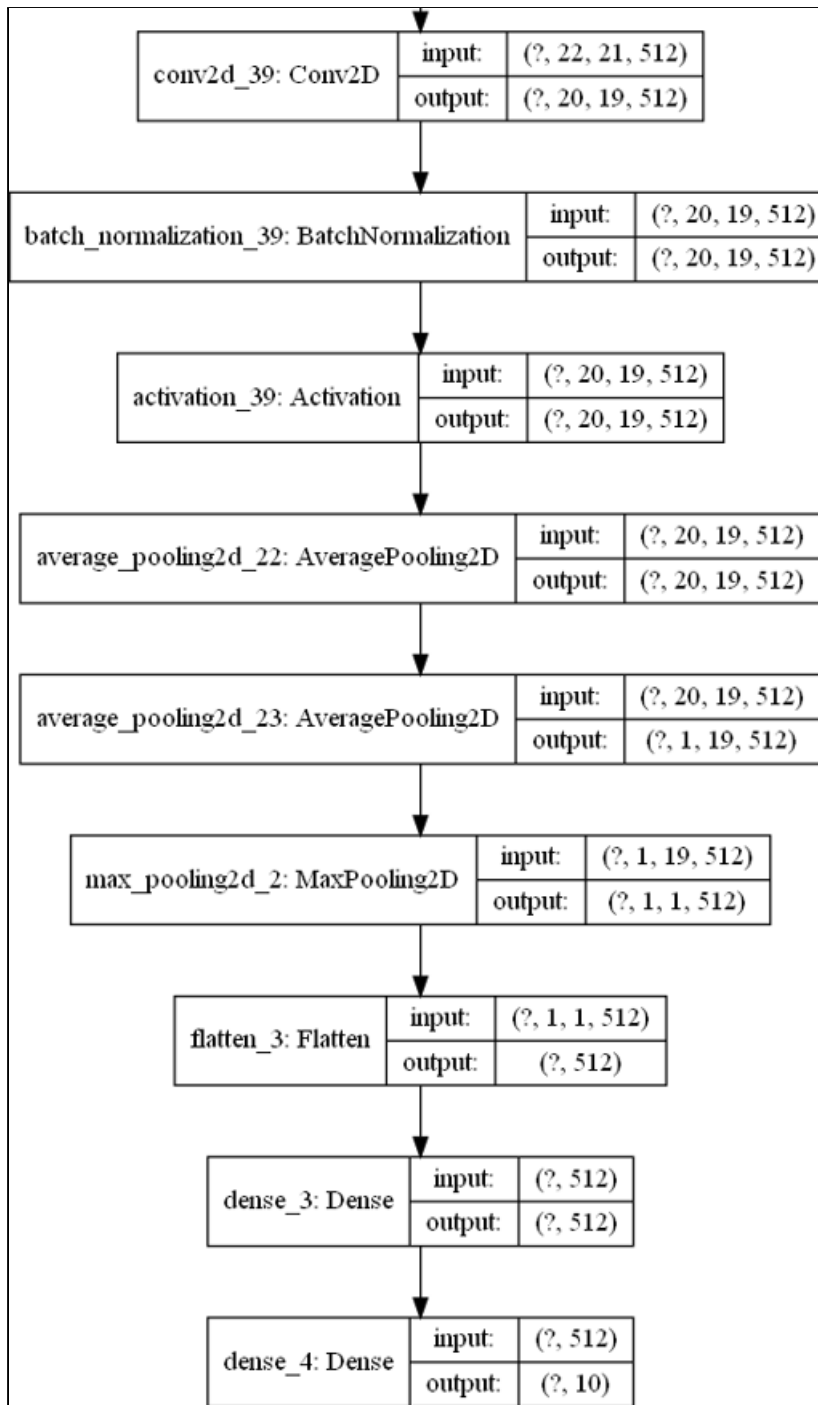 conv2d_39: Conv2D
input: (?, 22, 21, 512)
output: (?, 20, 19, 512)
batch_normalization_39: BatchNormalization
input: (?, 20, 19, 512)
output: (?, 20, 19, 512)
activation_39: Activation
input: (?, 20, 19, 512)
output: (?, 20, 19, 512)
average_pooling2d_22: AveragePooling2D
input: (?, 20, 19, 512)
output: (?, 20, 19, 512)
average_pooling2d_23: AveragePooling2D
input: (?, 20, 19, 512)
output: (?, 1, 19, 512)
max_pooling2d_2: MaxPooling2D
input: (?, 1, 19, 512)
output: (?, 1, 1, 512)
flatten_3: Flatten
input: (?, 1, 1, 512)
output: (?, 512)
dense_3: Dense
input: (?, 512)
output: (?, 512)
dense_4: Dense
input: (?, 512)
output: (?, 10)